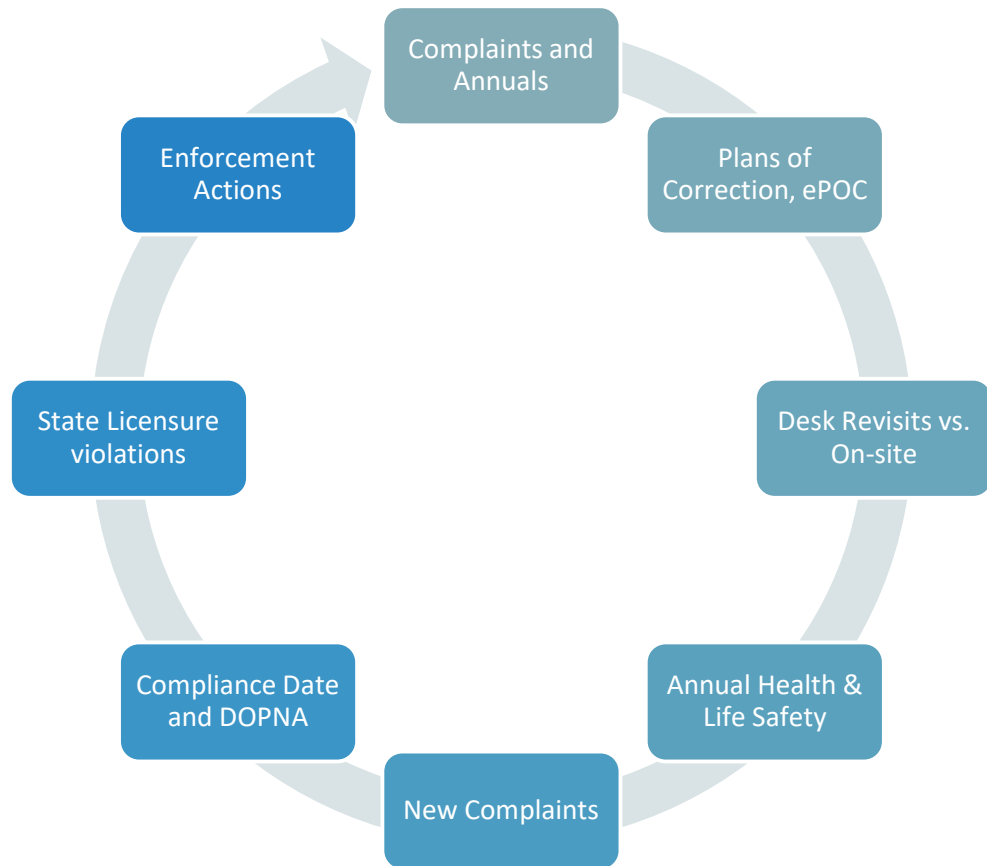 Complaints and
Annuals
Plans of
Correction, ePOC
Desk Revisits vs.
On-site
Annual Health &
Life Safety
New Complaints
Compliance Date
and DOPNA
State Licensure
violations
Enforcement
Actions